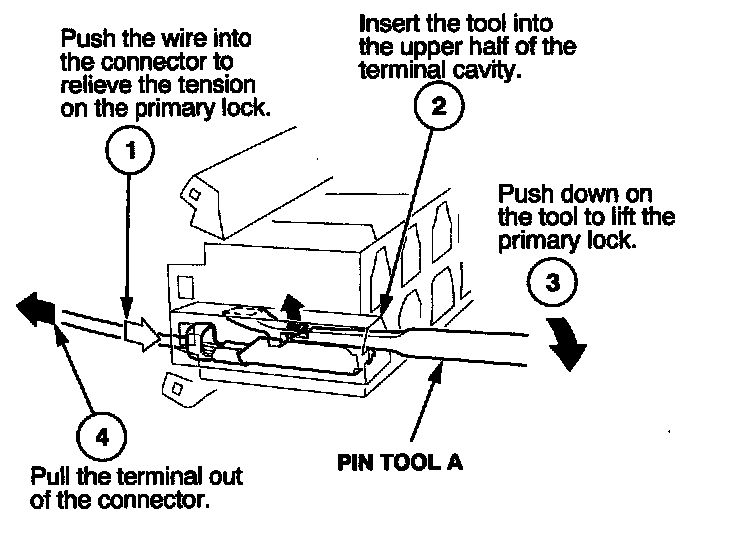 Push the wire into
the connector to
relieve the tension
on the primary lock.
1
Insert the tool into
the upper half of the
terminal cavity.
2
Push down on
the tool to lift the
primary lock.
3
4
Pull the terminal out
of the connector.
PIN TOOL A